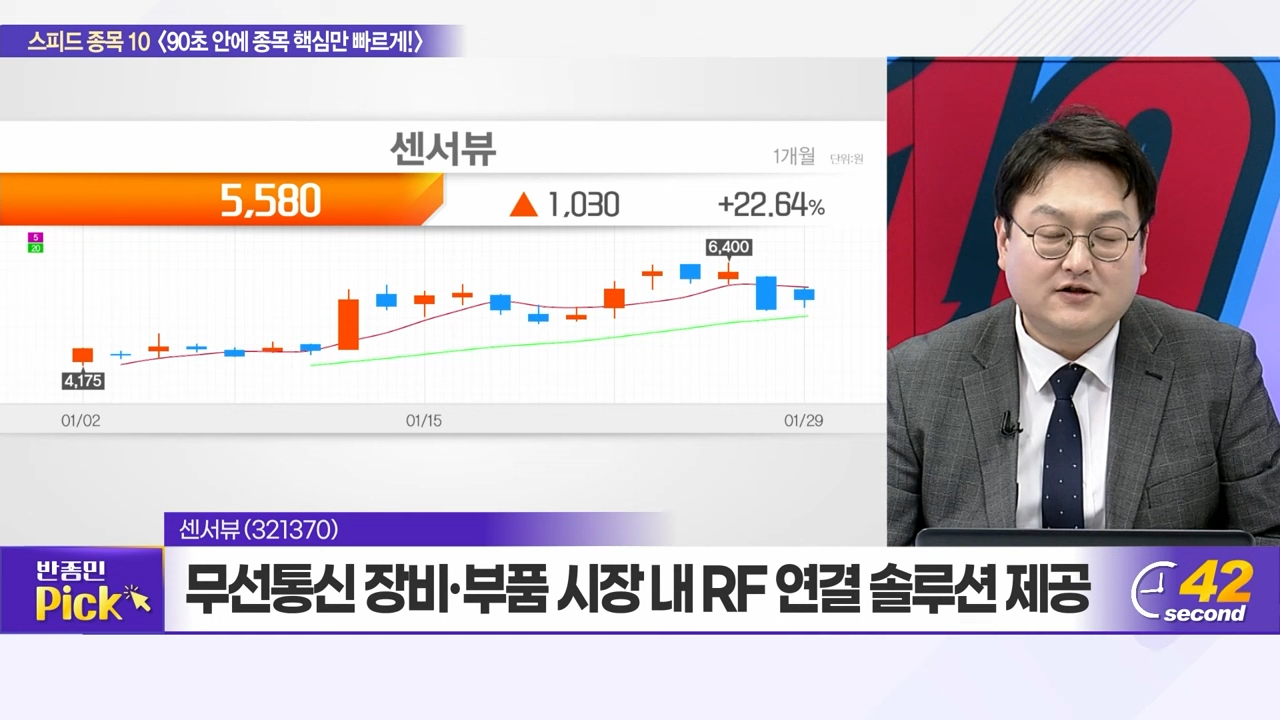 스피드 종목 10 〈90초 안에 종목 핵심만 빠르게!〉
센서뷰
1개월 단위:원
5,580 ▲ 1,030 +22.64%
5
20
6,400
4,175
01/02 01/15 01/29
센서뷰 (321370)
반종민
Pick
무선통신 장비·부품 시장 내 RF 연결 솔루션 제공
42
second